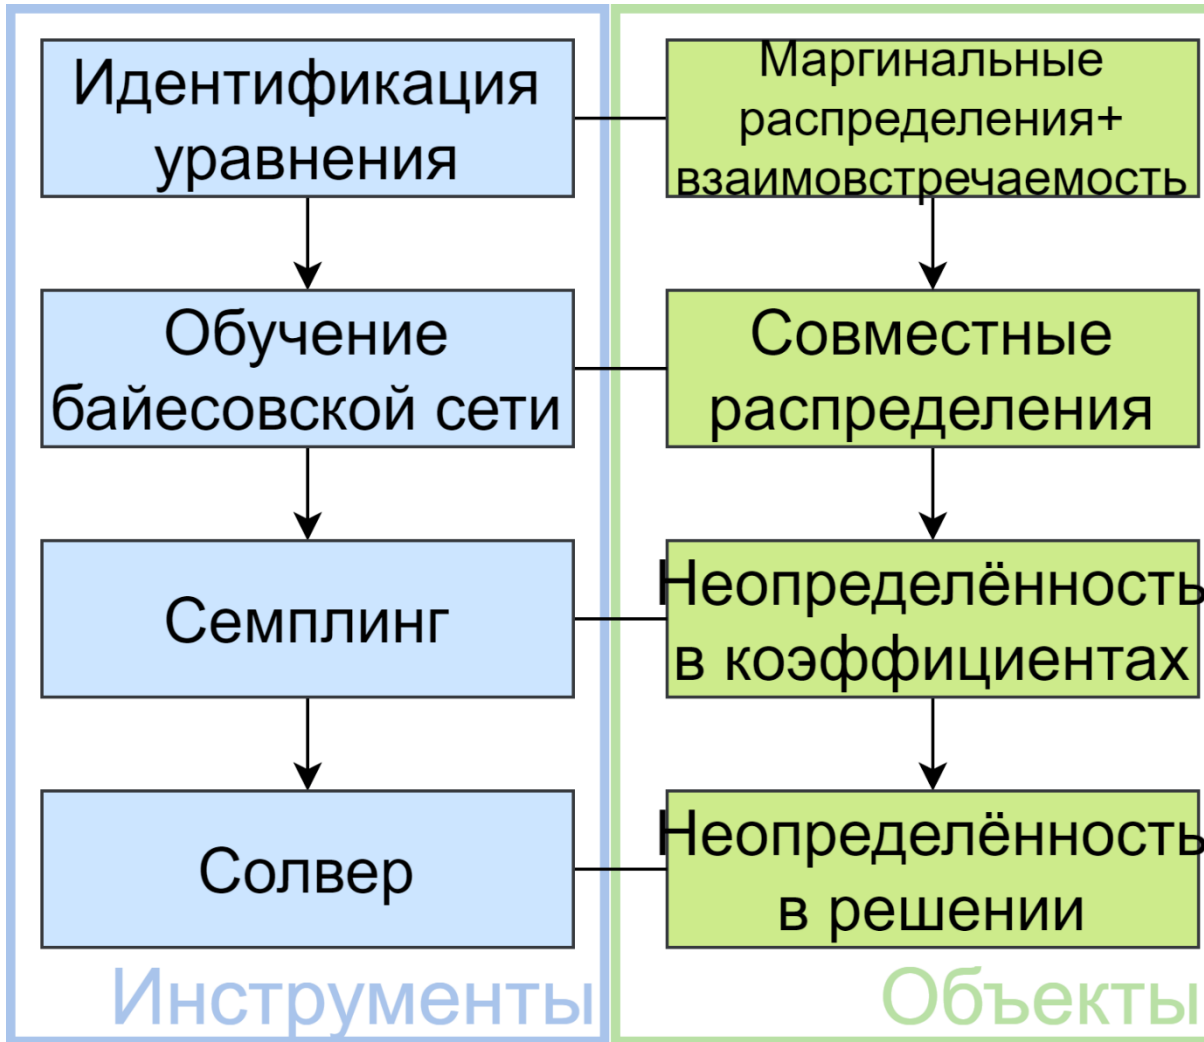 Идентификация
уравнения
Маргинальные
распределения+
взаимовстречаемость
Обучение
байесовской сети
Совместные
распределения
Семплинг
Неопределённость
в коэффициентах
Солвер
Неопределённость
в решении
Инструменты
Объекты